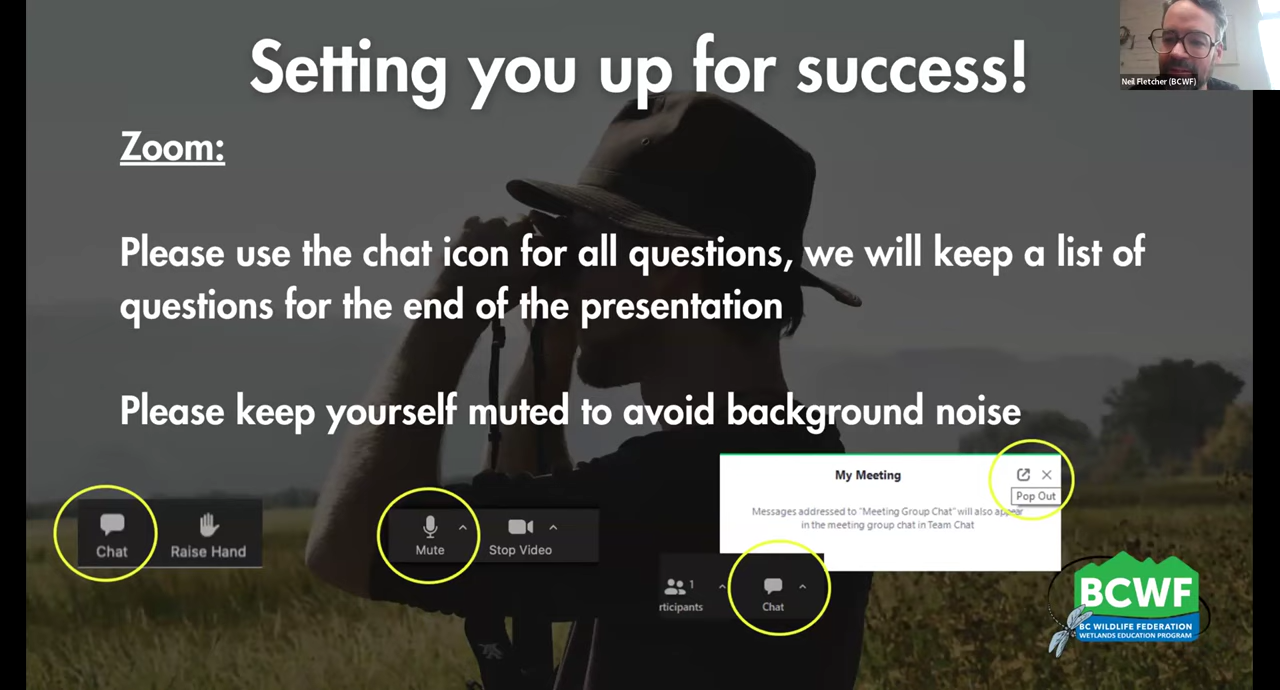 Setting you up for success!
Neil Fletcher (BCWF)
Zoom:
Please use the chat icon for all questions, we will keep a list of
questions for the end of the presentation
Please keep yourself muted to avoid background noise
My Meeting
Pop Out
Messages addressed to "Meeting Group Chat" will also appear
in the meeting group chat in Team Chat
Chat
Raise Hand
Mute
Stop Video
1
rticipants
Chat
BCWF
BC WILDLIFE FEDERATION
WETLANDS EDUCATION PROGRAM